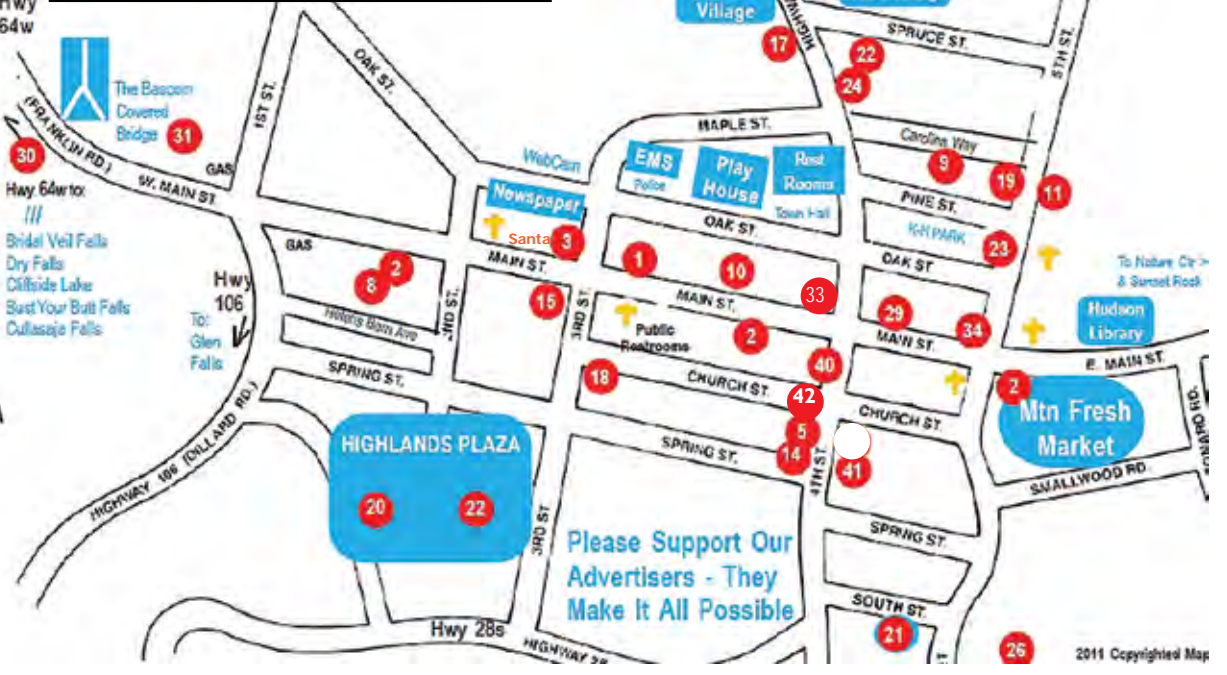 Hwy
64w
Village
HIGHWAY
17
SPRUCE ST.
22
24
5TH ST.
The Bascom
Covered
Bridge
31
(FRANKLIN RD.)
30
GAS
W. MAIN ST.
1ST ST.
OAK ST.
Hwy. 64w to:
Bridal Veil Falls
Dry Falls
Cliffside Lake
Bust Your Butt Falls
Cullasaja Falls
WebCam
Newspaper
Santa
3
MAPLE ST.
EMS
Police
Play
House
Rest
Rooms
Town Hall
Carolina Way
9
19
11
PINE ST.
K-H PARK
23
OAK ST.
OAK ST.
To Nature Ctr >
& Sunset Rock
Hudson
Library
GAS
2
8
Helens Barn Ave
MAIN ST.
15
2ND ST.
3RD ST.
1
10
33
MAIN ST.
29
34
MAIN ST.
Hwy
106
To:
Glen
Falls
Public
Restrooms
2
40
E. MAIN ST.
SPRING ST.
18
CHURCH ST.
42
5
14
4TH ST.
41
CHURCH ST.
2
Mtn Fresh
Market
SMALLWOOD RD.
HIGHWAY 106 (DILLARD RD.)
HIGHLANDS PLAZA
20
22
SPRING ST.
3RD ST
SPRING ST.
Please Support Our
Advertisers - They
Make It All Possible
SOUTH ST.
21
26
Hwy 28s
HIGHWAY 28
2011 Copyrighted Map